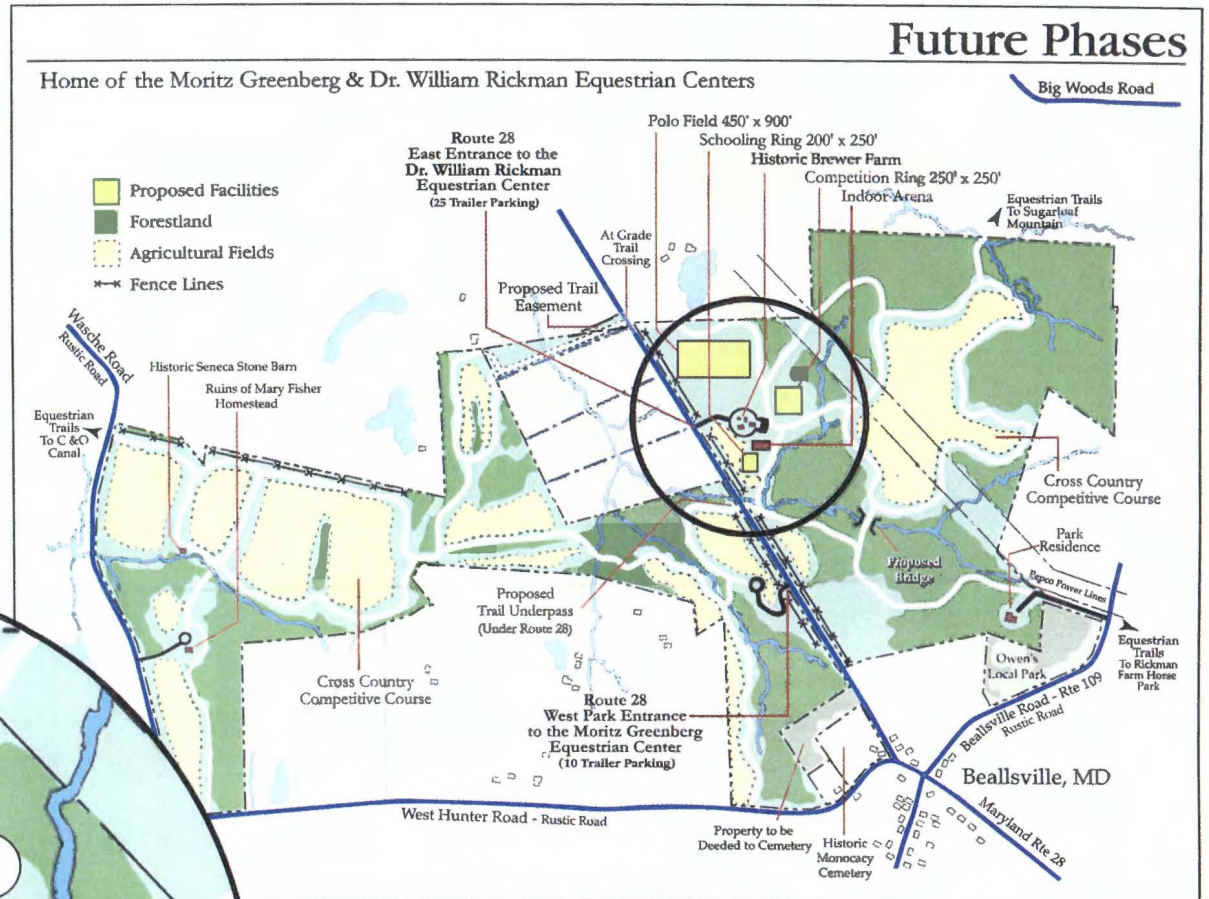 Future Phases
Home of the Moritz Greenberg & Dr. William Rickman Equestrian Centers
Big Woods Road
Polo Field 450' x 900'
Schooling Ring 200' x 250'
Historic Brewer Farm
Competition Ring 250' x 250'
Indoor Arena
Route 28
East Entrance to the
Dr. William Rickman
Equestrian Center
(25 Trailer Parking)
Proposed Facilities
Forestland
Agricultural Fields
Fence Lines
Equestrian Trails
To Sugarloaf
Mountain
At Grade
Trail
Crossing
Proposed Trail
Easement
Wasche Road
Rustic Road
Historic Seneca Stone Barn
Ruins of Mary Fisher
Homestead
Equestrian
Trails
To C & O
Canal
Cross Country
Competitive Course
Park
Residence
Proposed
Bridge
Pepco Power Lines
Proposed
Trail Underpass
(Under Route 28)
Equestrian
Trails
To Rickman
Farm Horse
Park
Owen's
Local Park
Cross Country
Competitive Course
Route 28
West Park Entrance
to the Moritz Greenberg
Equestrian Center
(10 Trailer Parking)
Beallsville Road - Rte 109
Rustic Road
Beallsville, MD
Maryland Rte 28
West Hunter Road - Rustic Road
Property to be
Deeded to Cemetery
Historic
Monocacy
Cemetery